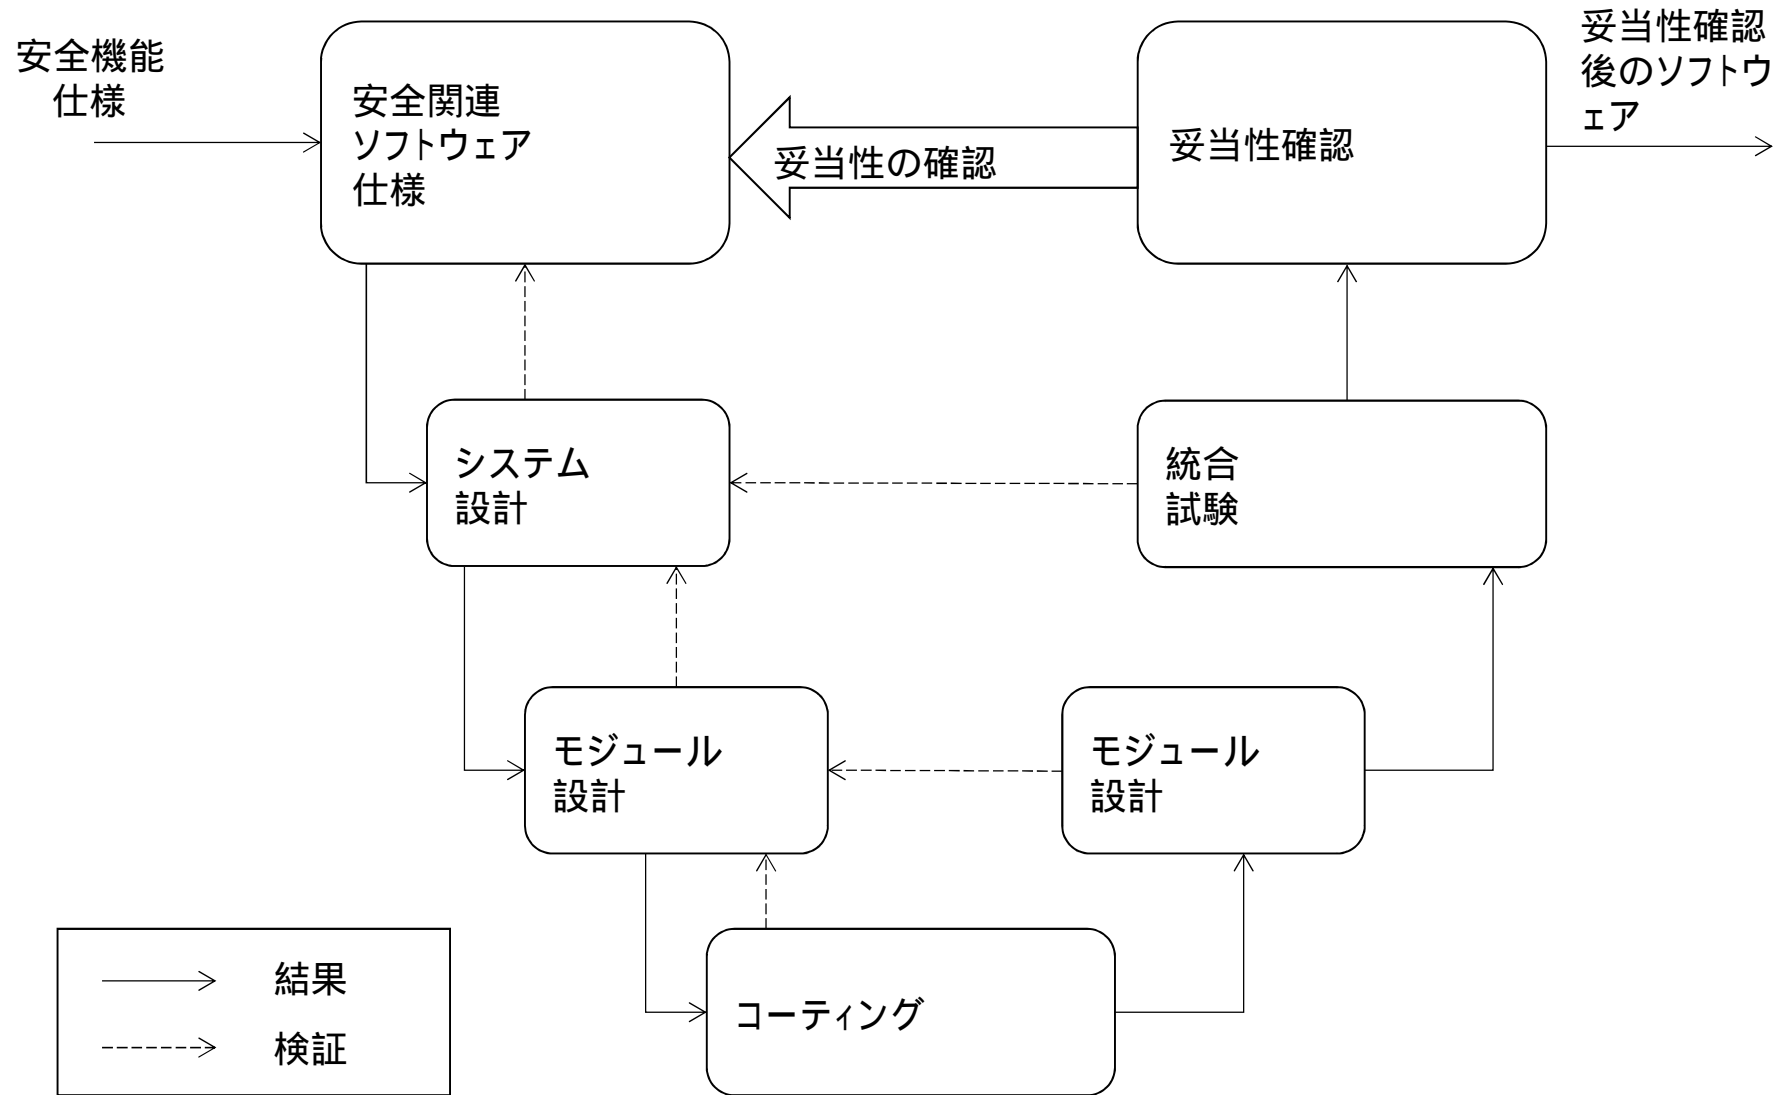 安全機能
仕様
安全関連
ソフトウェア
仕様
妥当性の確認
妥当性確認
妥当性確認
後のソフトウ
ェア
システム
設計
統合
試験
モジュール
設計
モジュール
設計
コーティング
結果
検証